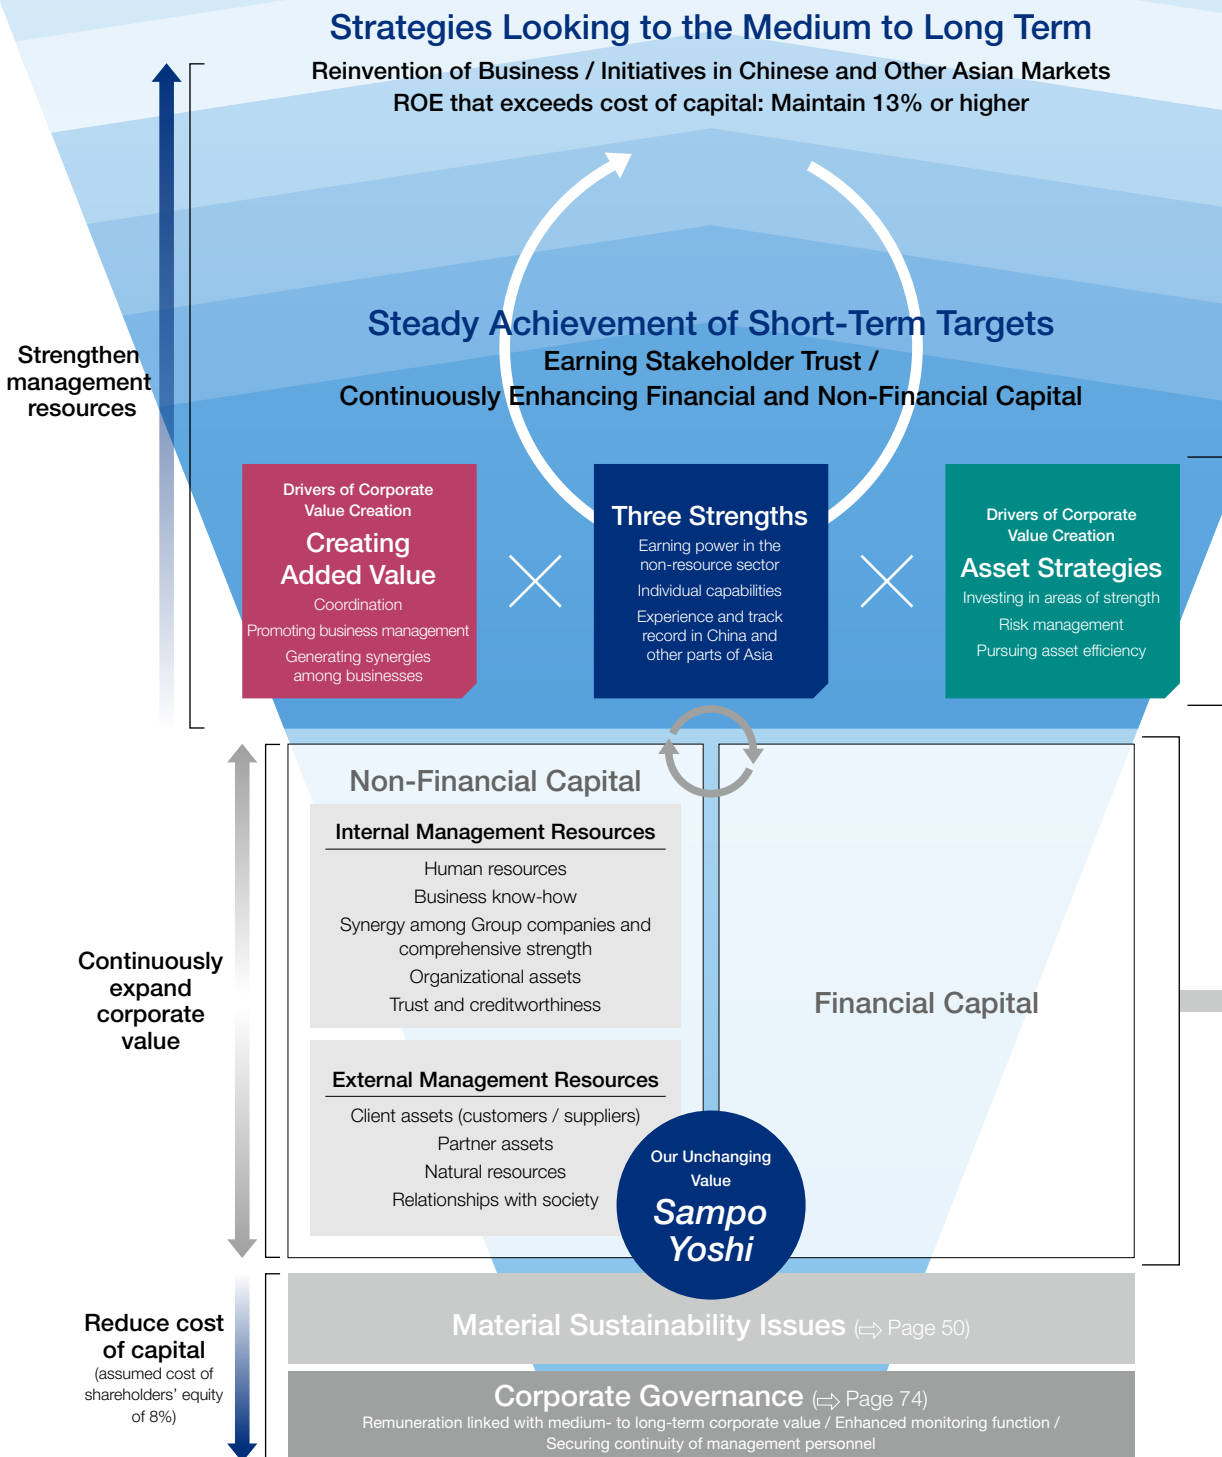 Strategies Looking to the Medium to Long Term
Reinvention of Business / Initiatives in Chinese and Other Asian Markets
ROE that exceeds cost of capital: Maintain 13% or higher
Steady Achievement of Short-Term Targets
Earning Stakeholder Trust /
Continuously Enhancing Financial and Non-Financial Capital
Strengthen
management
resources
Drivers of Corporate
Value Creation
Creating
Added Value
Coordination
Promoting business management
Generating synergies
among businesses
Three Strengths
Earning power in the
non-resource sector
Individual capabilities
Experience and track
record in China and
other parts of Asia
Drivers of Corporate
Value Creation
Asset Strategies
Investing in areas of strength
Risk management
Pursuing asset efficiency
Continuously
expand
corporate
value
Non-Financial Capital
Internal Management Resources
Human resources
Business know-how
Synergy among Group companies and
comprehensive strength
Organizational assets
Trust and creditworthiness
External Management Resources
Client assets (customers / suppliers)
Partner assets
Natural resources
Relationships with society
Financial Capital
Our Unchanging
Value
Sampo
Yoshi
Reduce cost
of capital
(assumed cost of
shareholders' equity
of 8%)
Material Sustainability Issues (⇨ Page 50)
Corporate Governance (⇨ Page 74)
Remuneration linked with medium- to long-term corporate value / Enhanced monitoring function /
Securing continuity of management personnel